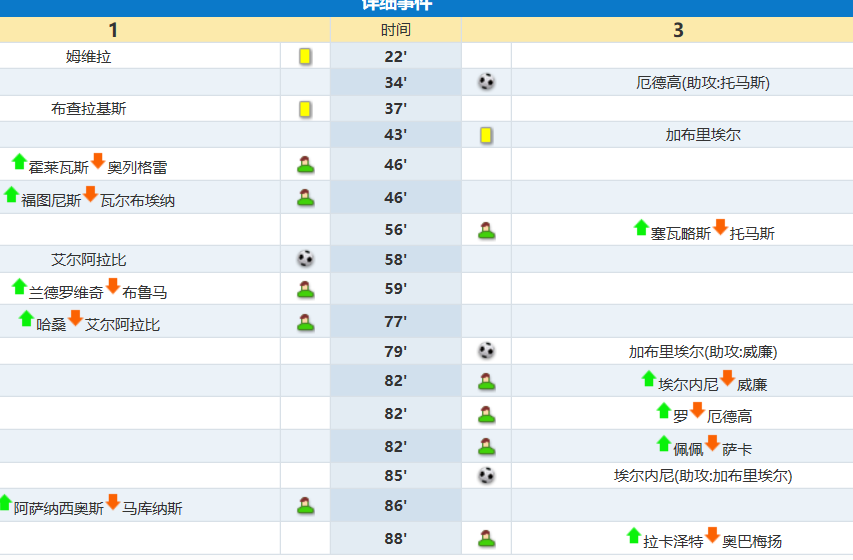 详细事件
1 时间 3
姆维拉 22'
34' 厄德高(助攻:托马斯)
布查拉基斯 37'
43' 加布里埃尔
霍莱瓦斯 奥列格雷 46'
福图尼斯 瓦尔布埃纳 46'
56' 塞瓦略斯 托马斯
艾尔阿拉比 58'
兰德罗维奇 布鲁马 59'
哈桑 艾尔阿拉比 77'
79' 加布里埃尔(助攻:威廉)
82' 埃尔内尼 威廉
82' 罗 厄德高
82' 佩佩 萨卡
85' 埃尔内尼(助攻:加布里埃尔)
阿萨纳西奥斯 马库纳斯 86'
88' 拉卡泽特 奥巴梅扬